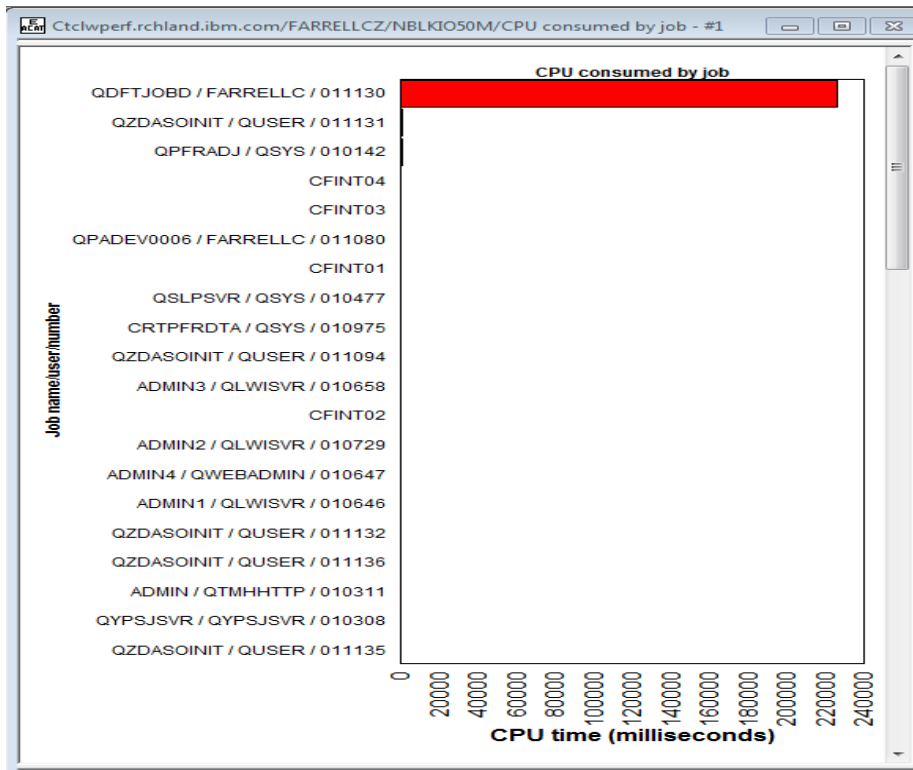 Ctclwperf.rchland.ibm.com/FARRELLCZ/NBLKIO50M/CPU consumed by job - #1
CPU consumed by job
QDFTJOBD / FARRELLC / 011130
QZDASOINIT / QUSER / 011131
QPFRADJ / QSYS / 010142
CFINT04
CFINT03
QPADEV0006 / FARRELLC / 011080
CFINT01
QSLPSVR / QSYS / 010477
CRTPFRDTA / QSYS / 010975
QZDASOINIT / QUSER / 011094
ADMIN3 / QLWISVR / 010658
CFINT02
ADMIN2 / QLWISVR / 010729
ADMIN4 / QWEBADMIN / 010647
ADMIN1 / QLWISVR / 010646
QZDASOINIT / QUSER / 011132
QZDASOINIT / QUSER / 011136
ADMIN / QTMHHTTP / 010311
QYPSJSVR / QYPSJSVR / 010308
QZDASOINIT / QUSER / 011135
Job name/user/number
0 20000 40000 60000 80000 100000 120000 140000 160000 180000 200000 220000 240000
CPU time (milliseconds)